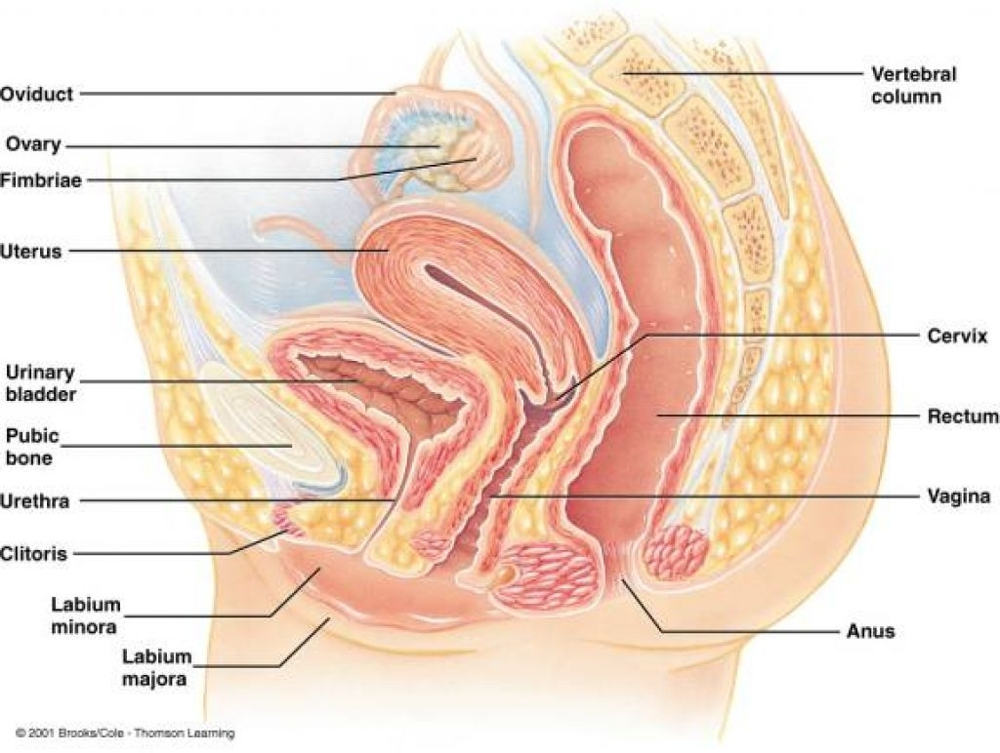 Oviduct
Ovary
Fimbriae
Uterus
Urinary
bladder
Pubic
bone
Urethra
Clitoris
Labium
minora
Labium
majora
Vertebral
column
Cervix
Rectum
Vagina
Anus
© 2001 Brooks/Cole - Thomson Learning